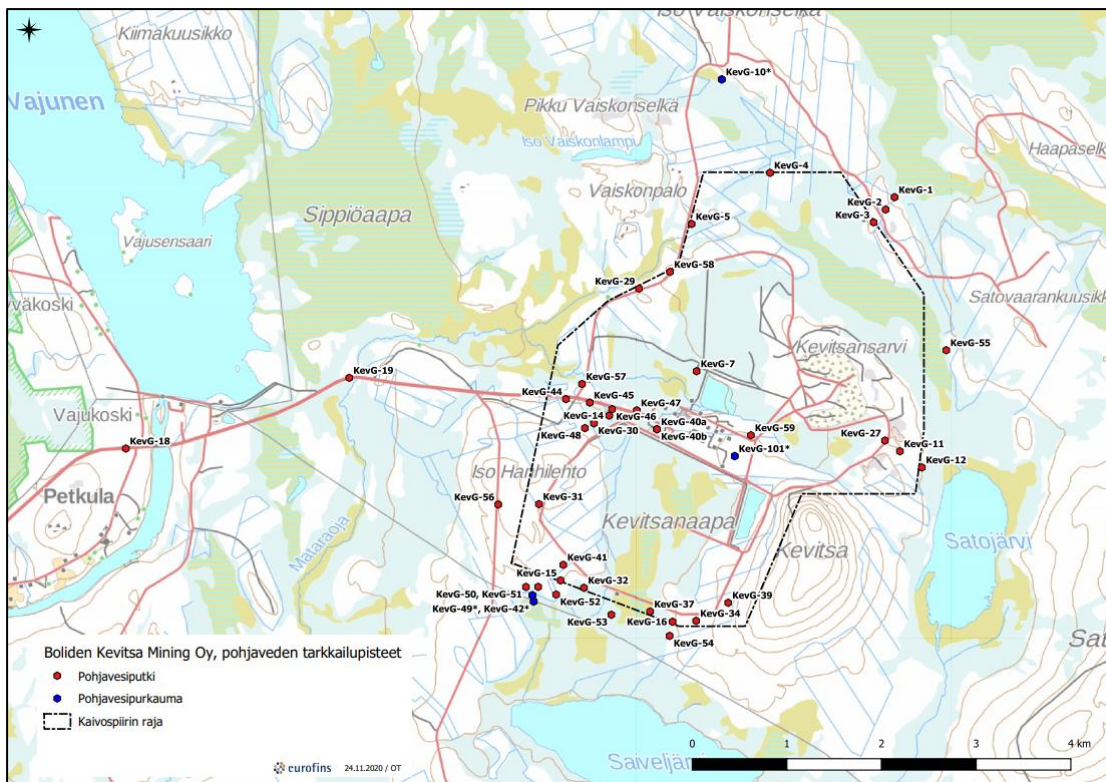 Iso Vaiskonselkä
Kiimakuusikko
KevG-10*
Vajunen
Pikku Vaiskonselkä
Iso Vaiskonlampi
Haapaselk
KevG-4
Vaiskonpalo
KevG-1
KevG-2
KevG-3
Sippiöaapa
KevG-5
Vajusensaari
KevG-58
KevG-29
yväkoski
Satovaarankuusikk
Kevitsansarvi
KevG-55
KevG-7
KevG-19
KevG-57
KevG-44
KevG-45
KevG-47
KevG-14
KevG-46
Vajukoski
KevG-30
KevG-40a
KevG-59
KevG-48
KevG-40b
KevG-27
KevG-18
KevG-11
KevG-101*
KevG-12
Iso Hanhilehto
Petkula
KevG-56
KevG-31
Kevitsanaapa
Kevitsa
Satojärvi
Mataraoja
KevG-41
KevG-15
KevG-32
KevG-50, KevG-51
KevG-39
KevG-49*, KevG-42*
KevG-52
KevG-37
KevG-34
KevG-53
KevG-16
KevG-54
Sat
Boliden Kevitsa Mining Oy, pohjaveden tarkkailupisteet
Pohjavesiputki
Pohjavesipurkauma
Kaivospiirin raja
0 1 2 3 4 km
Saiveljärvi
eurofins 24.11.2020 / OT